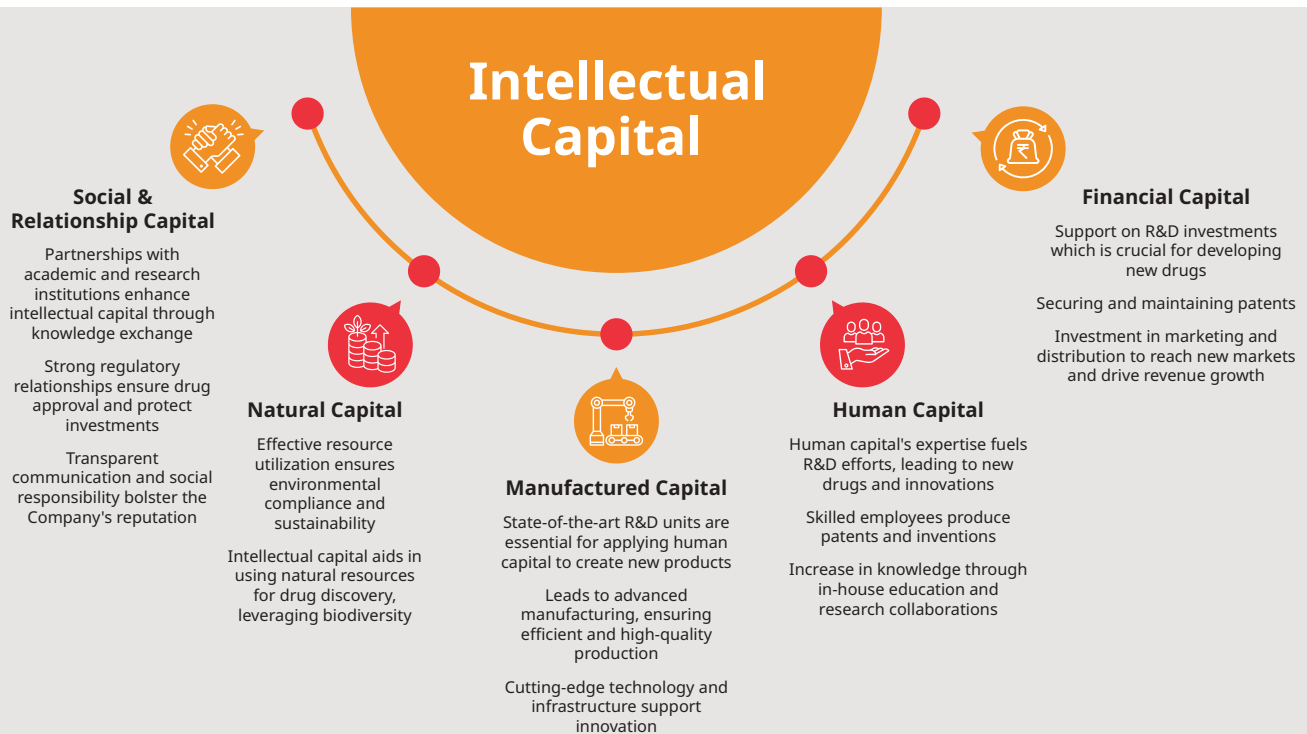 Intellectual
Capital
Social &
Relationship Capital
Partnerships with
academic and research
institutions enhance
intellectual capital through
knowledge exchange
Strong regulatory
relationships ensure drug
approval and protect
investments
Transparent
communication and social
responsibility bolster the
Company's reputation
Natural Capital
Effective resource
utilization ensures
environmental
compliance and
sustainability
Intellectual capital aids in
using natural resources
for drug discovery,
leveraging biodiversity
Manufactured Capital
State-of-the-art R&D units are
essential for applying human
capital to create new products
Leads to advanced
manufacturing, ensuring
efficient and high-quality
production
Cutting-edge technology and
infrastructure support
innovation
Human Capital
Human capital's expertise fuels
R&D efforts, leading to new
drugs and innovations
Skilled employees produce
patents and inventions
Increase in knowledge through
in-house education and
research collaborations
₹
Financial Capital
Support on R&D investments
which is crucial for developing
new drugs
Securing and maintaining patents
Investment in marketing and
distribution to reach new markets
and drive revenue growth